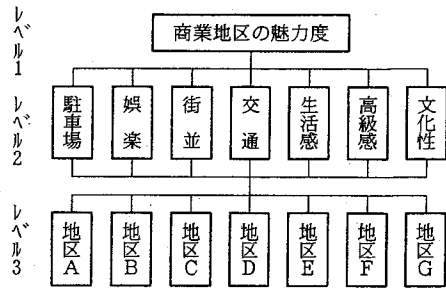 レベル1
商業地区の魅力度
レベル2
駐車場
娯楽
街並
交通
生活感
高級感
文化性
レベル3
地区A
地区B
地区C
地区D
地区E
地区F
地区G